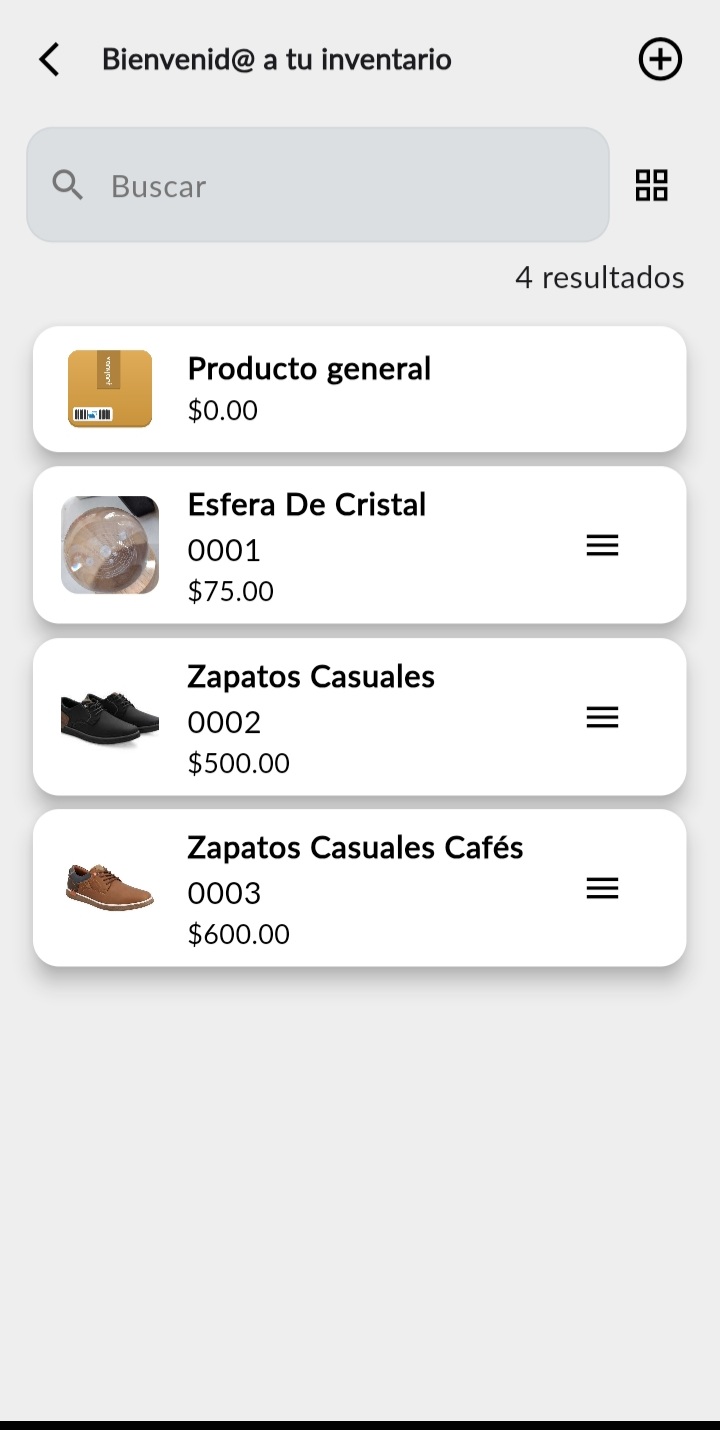 Bienvenid@ a tu inventario
Buscar
4 resultados
Producto general
$0.00
Esfera De Cristal
0001
$75.00
Zapatos Casuales
0002
$500.00
Zapatos Casuales Cafés
0003
$600.00